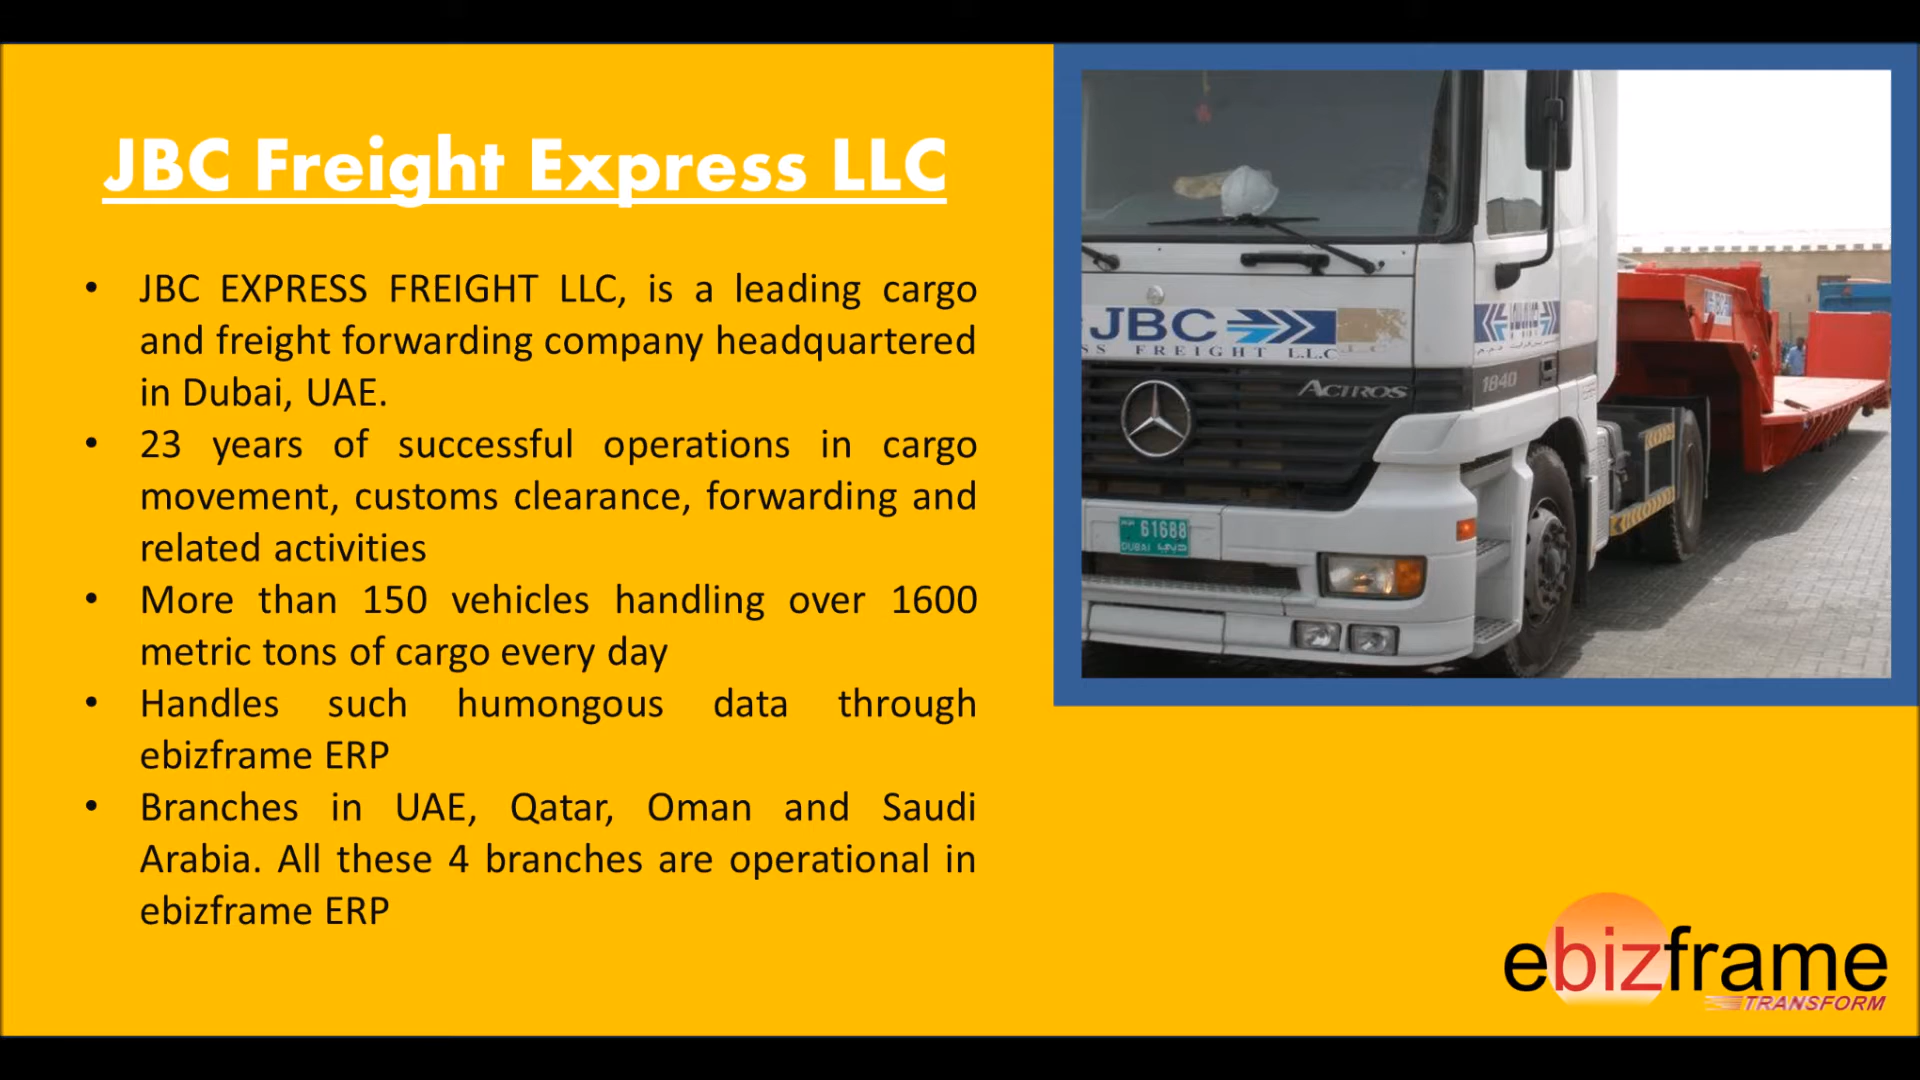 JBC Freight Express LLC
• JBC EXPRESS FREIGHT LLC, is a leading cargo
and freight forwarding company headquartered
in Dubai, UAE.
• 23 years of successful operations in cargo
movement, customs clearance, forwarding and
related activities
• More than 150 vehicles handling over 1600
metric tons of cargo every day
• Handles such humongous data through
ebizframe ERP
• Branches in UAE, Qatar, Oman and Saudi
Arabia. All these 4 branches are operational in
ebizframe ERP
JBC
SS FREIGHT L.L.C
ACTROS
1840
61688
DUBAI
ebizframe
TRANSFORM